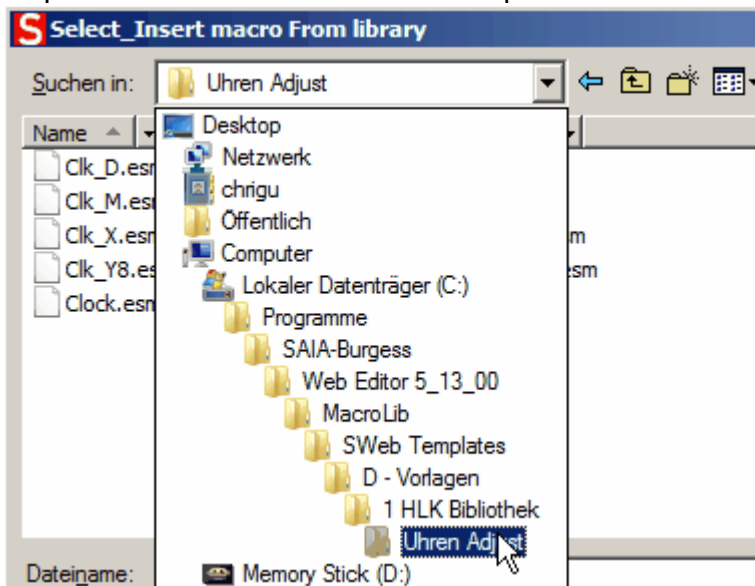 Select_Insert macro From library
Suchen in: Uhren Adjust
Name
Desktop
Netzwerk
chrigu
Öffentlich
Computer
Lokaler Datenträger (C:)
Programme
SAIA-Burgess
Web Editor 5_13_00
MacroLib
SWeb Templates
D - Vorlagen
1 HLK Bibliothek
Uhren Adjust
Memory Stick (D:)
Clk_D.esm
Clk_M.esm
Clk_X.esm
Clk_Y8.es
Clock.esm
Dateiname: